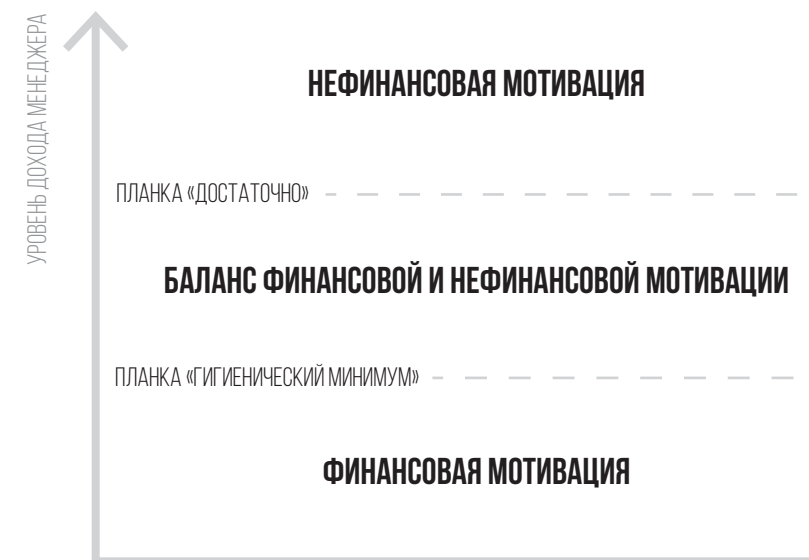 УРОВЕНЬ ДОХОДА МЕНЕДЖЕРА
НЕФИНАНСОВАЯ МОТИВАЦИЯ
ПЛАНКА «ДОСТАТОЧНО»
БАЛАНС ФИНАНСОВОЙ И НЕФИНАНСОВОЙ МОТИВАЦИИ
ПЛАНКА «ГИГИЕНИЧЕСКИЙ МИНИМУМ»
ФИНАНСОВАЯ МОТИВАЦИЯ